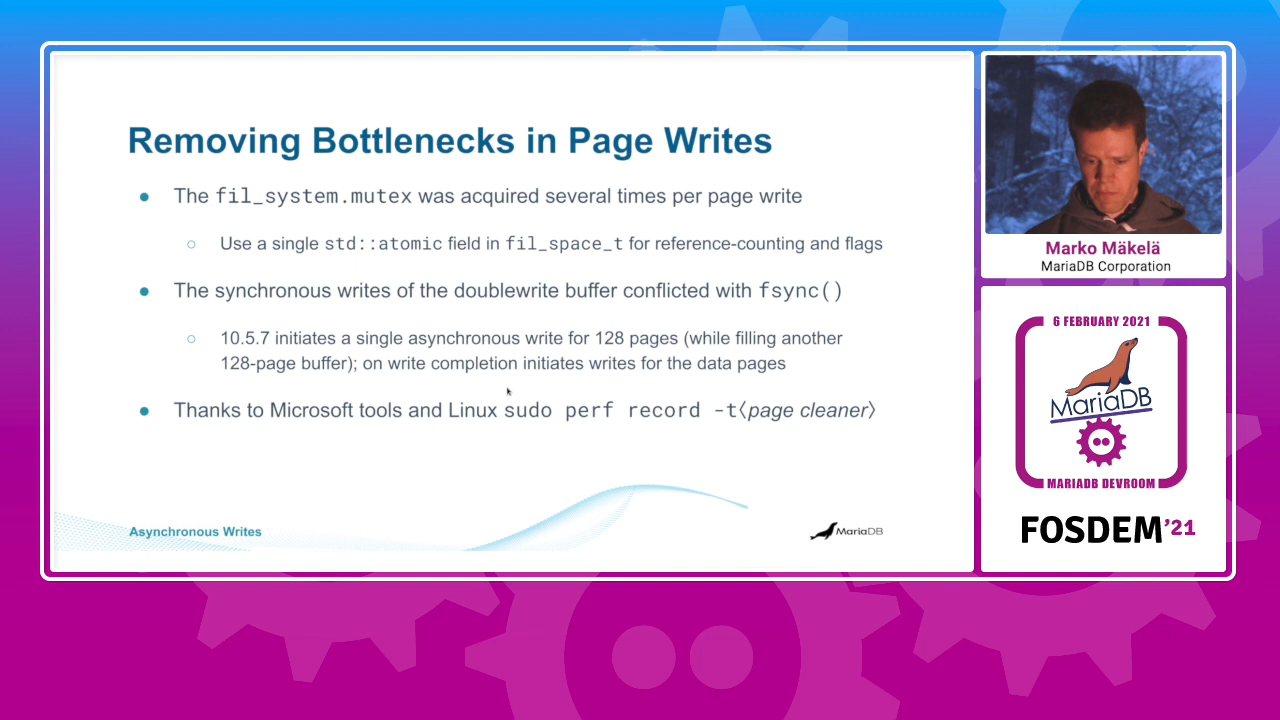 Removing Bottlenecks in Page Writes
● The fil_system.mutex was acquired several times per page write
○ Use a single std::atomic field in fil_space_t for reference-counting and flags
● The synchronous writes of the doublewrite buffer conflicted with fsync()
○ 10.5.7 initiates a single asynchronous write for 128 pages (while filling another
128-page buffer); on write completion initiates writes for the data pages
● Thanks to Microsoft tools and Linux sudo perf record -t⟨page cleaner⟩
Asynchronous Writes
MariaDB
Marko Mäkelä
MariaDB Corporation
6 FEBRUARY 2021
MariaDB
MARIADB DEVROOM
FOSDEM’21